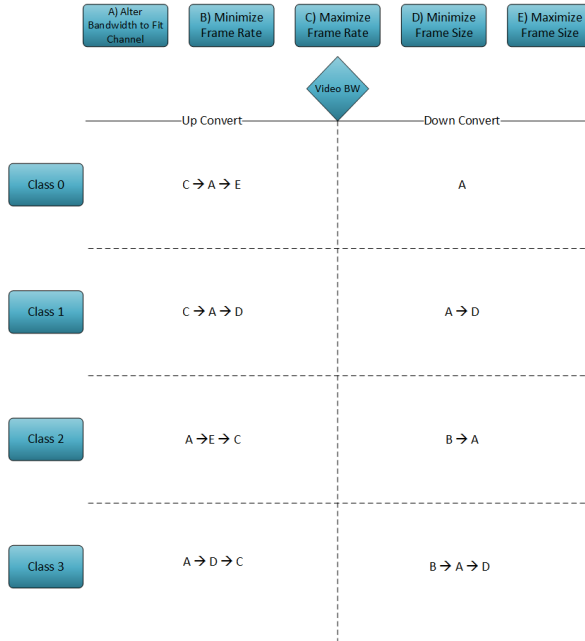 A) Alter
Bandwidth to Fit
Channel
B) Minimize
Frame Rate
C) Maximize
Frame Rate
D) Minimize
Frame Size
E) Maximize
Frame Size
Video BW
Up Convert
Down Convert
Class 0
C → A → E
A
Class 1
C → A → D
A → D
Class 2
A →E → C
B → A
Class 3
A → D → C
B → A → D